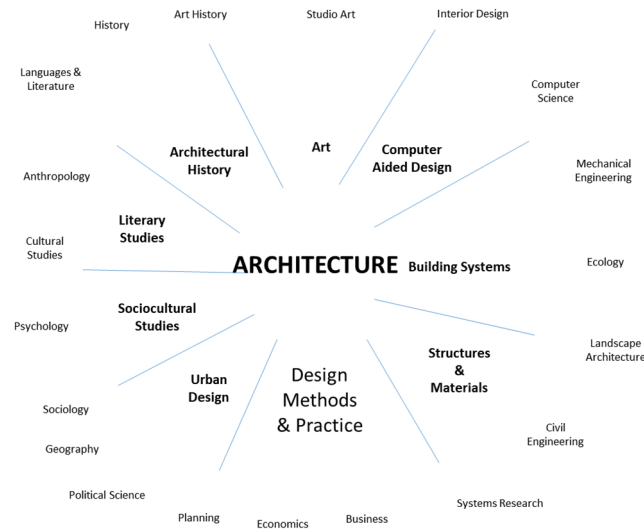 Art History
Studio Art
Interior Design
History
Languages &
Literature
Computer
Science
Art
Architectural
History
Computer
Aided Design
Mechanical
Engineering
Anthropology
Literary
Studies
Cultural
Studies
ARCHITECTURE
Building Systems
Ecology
Sociocultural
Studies
Psychology
Landscape
Architecture
Structures
&
Materials
Urban
Design
Design
Methods
& Practice
Sociology
Civil
Engineering
Geography
Political Science
Systems Research
Planning
Economics
Business